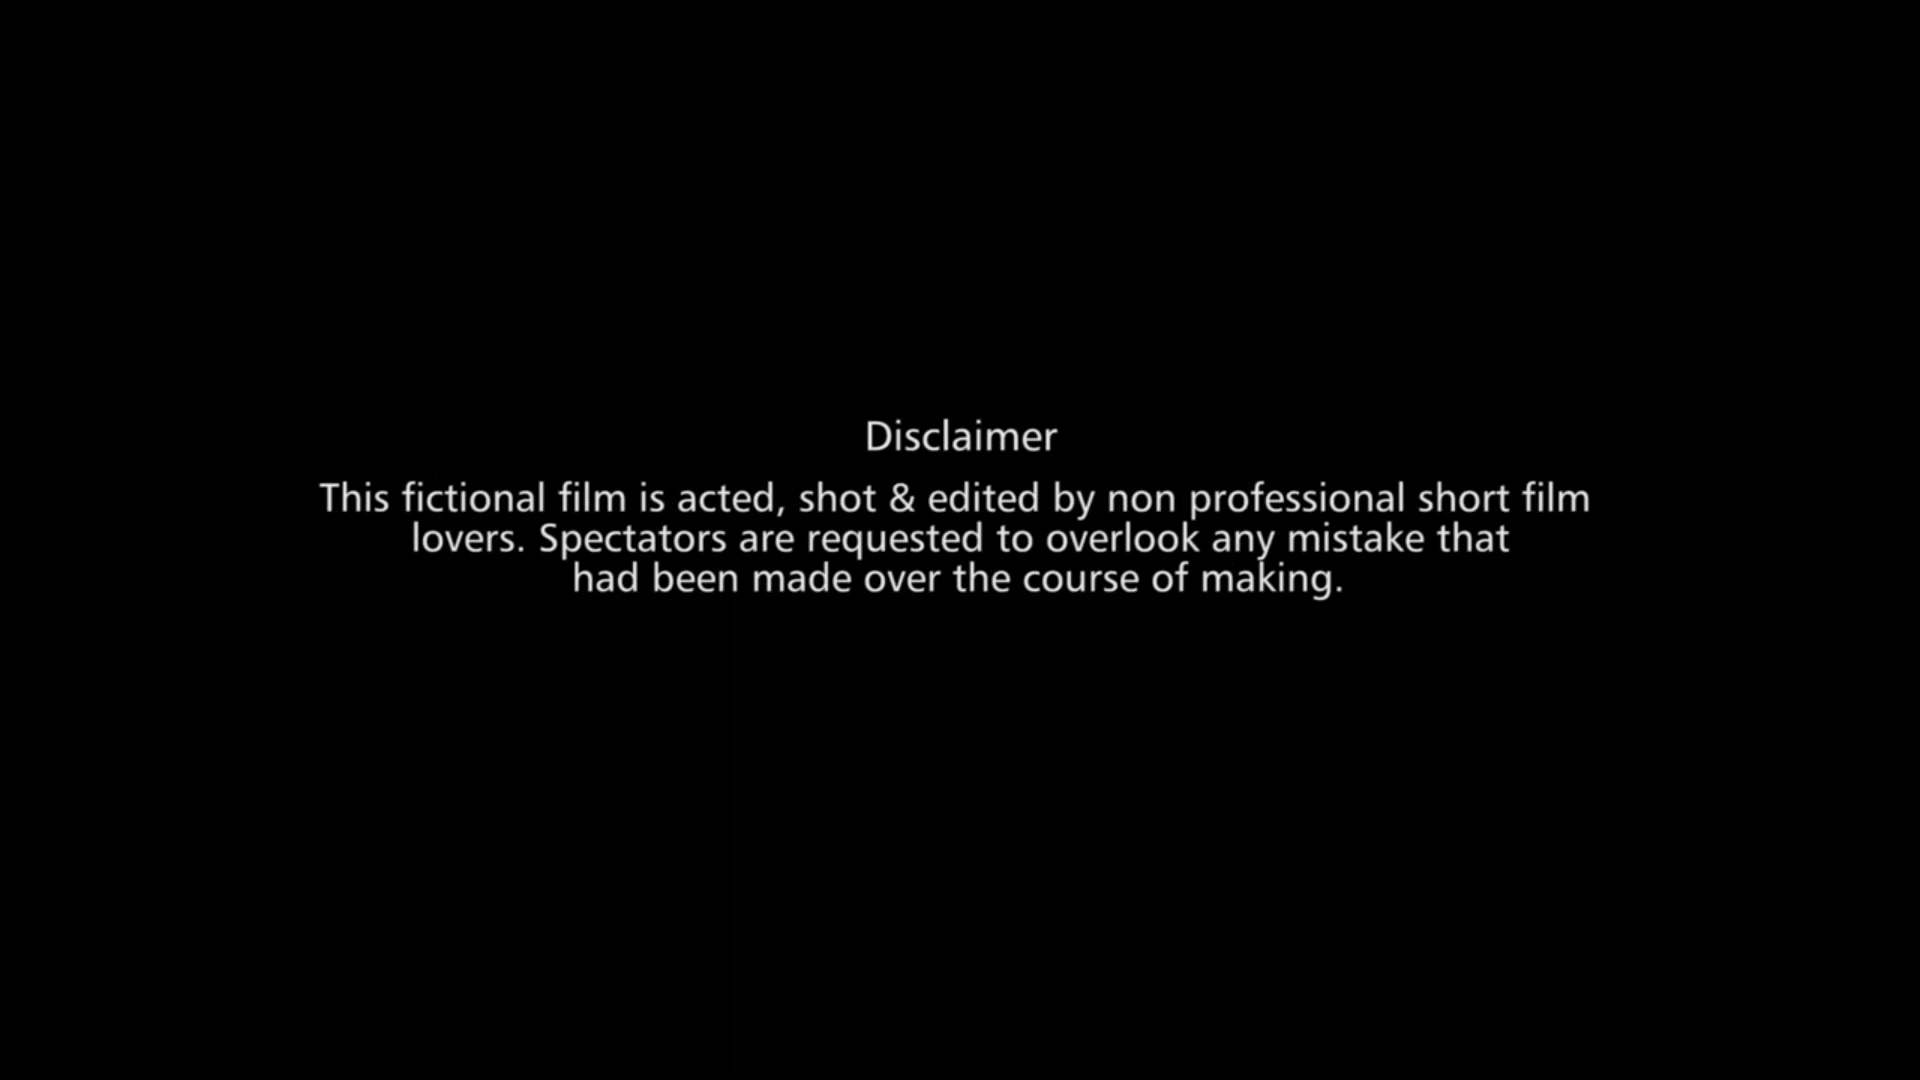 Disclaimer
This fictional film is acted, shot & edited by non professional short film
lovers. Spectators are requested to overlook any mistake that
had been made over the course of making.